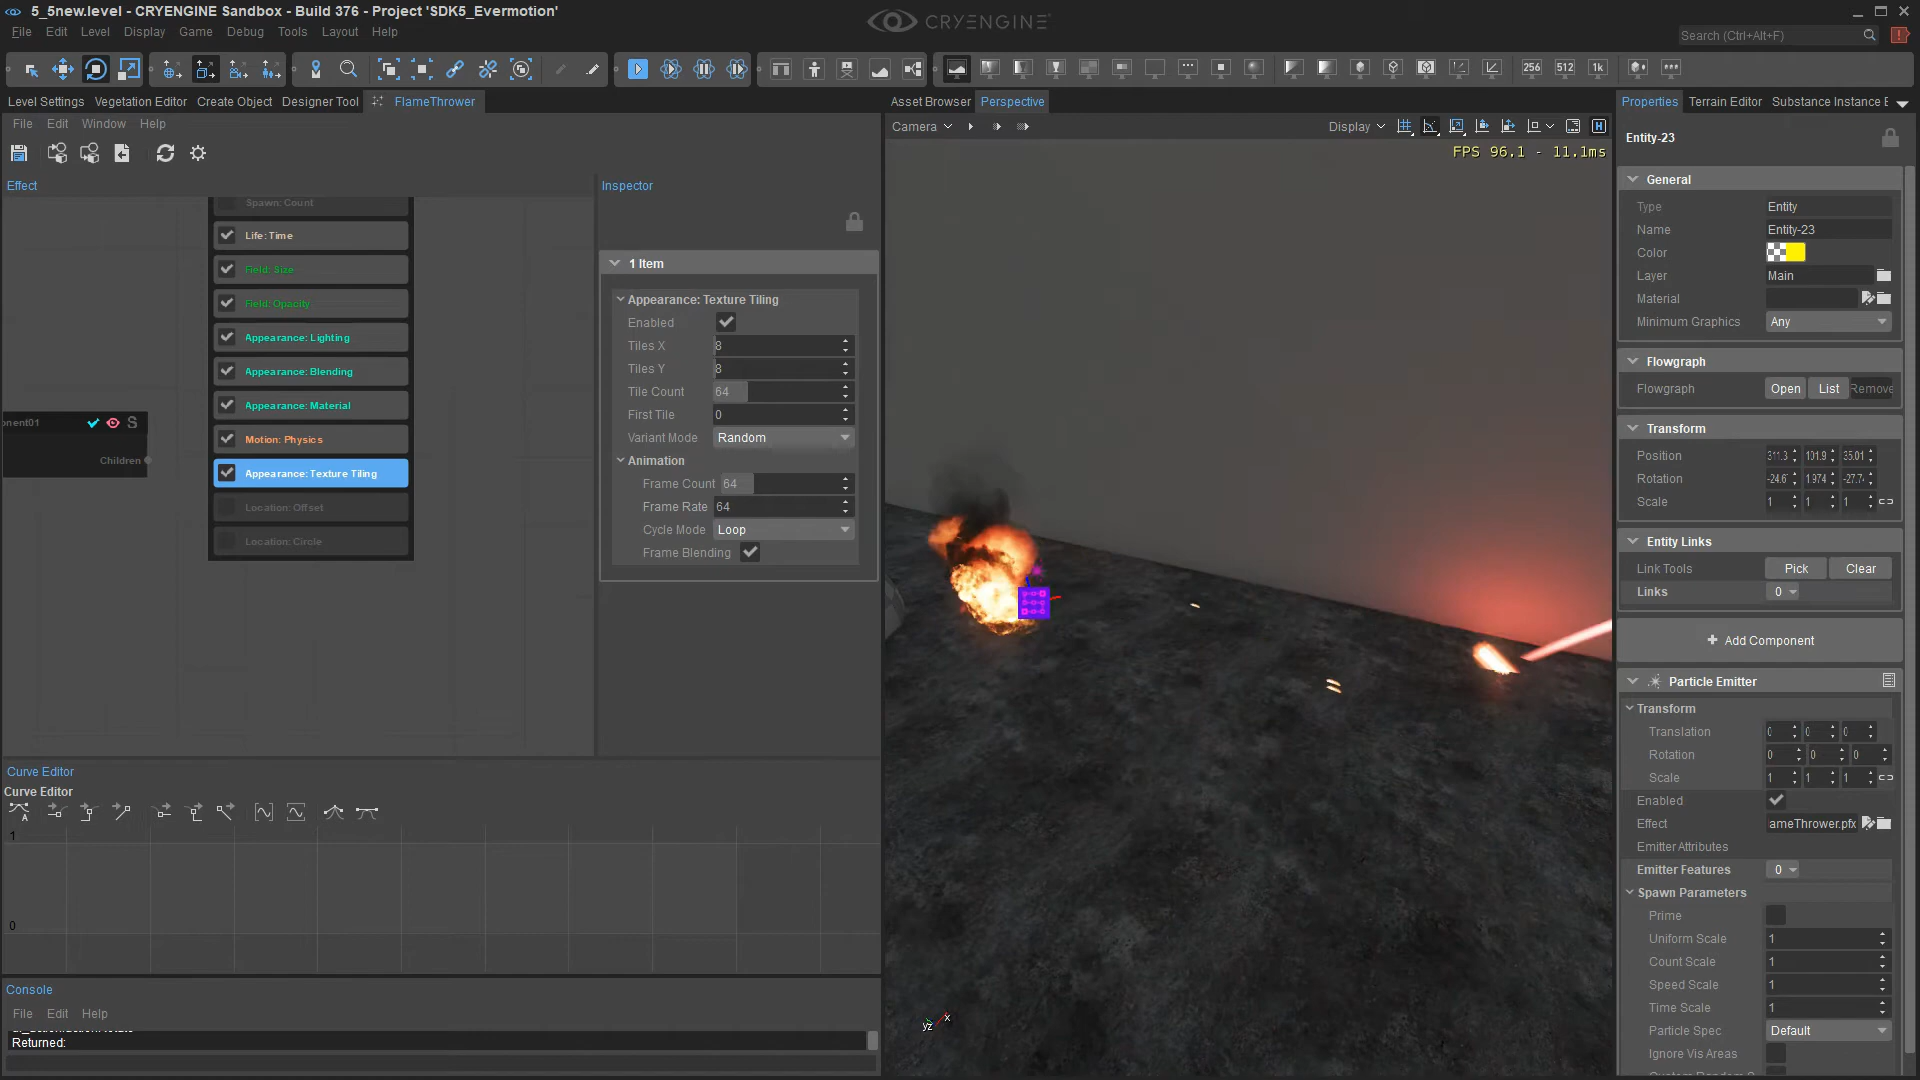 5_5new.level - CRYENGINE Sandbox - Build 376 - Project 'SDK5_Evermotion'
CRYENGINE
File Edit Level Display Game Debug Tools Layout Help
Search (Ctrl+Alt+F)
256 512 1k
Level Settings Vegetation Editor Create Object Designer Tool FlameThrower
File Edit Window Help
Effect
Spawn: Count
Life: Time
Field: Size
Field: Opacity
Appearance: Lighting
Appearance: Blending
Appearance: Material
Motion: Physics
Appearance: Texture Tiling
Location: Offset
Location: Circle
onent01 S
Children
Inspector
1 Item
Appearance: Texture Tiling
Enabled
Tiles X 8
Tiles Y 8
Tile Count 64
First Tile 0
Variant Mode Random
Animation
Frame Count 64
Frame Rate 64
Cycle Mode Loop
Frame Blending
Curve Editor
Curve Editor
1
0
Console
File Edit Help
Returned:
Asset Browser Perspective
Camera
Display
FPS 96.1 - 11.1ms
x
yz
Properties Terrain Editor Substance Instance E
Entity-23
General
Type Entity
Name Entity-23
Color
Layer Main
Material
Minimum Graphics Any
Flowgraph
Flowgraph Open List Remove
Transform
Position 311.3 101.9 35.01
Rotation -24.6 1.974 -27.7
Scale 1 1 1
Entity Links
Link Tools Pick Clear
Links 0
+ Add Component
Particle Emitter
Transform
Translation 0 0 0
Rotation 0 0 0
Scale 1 1 1
Enabled
Effect ameThrower.pfx
Emitter Attributes
Emitter Features 0
Spawn Parameters
Prime
Uniform Scale 1
Count Scale 1
Speed Scale 1
Time Scale 1
Particle Spec Default
Ignore Vis Areas